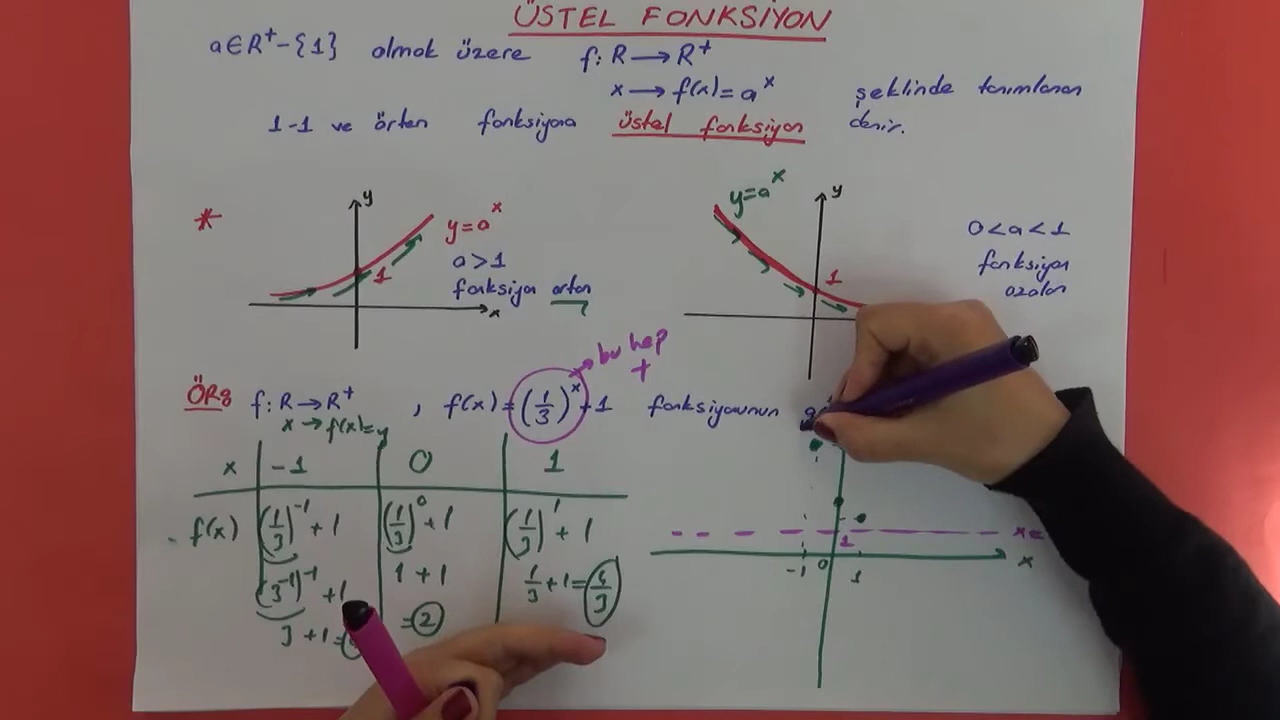 ÜSTEL FONKSİYON
a∈R⁺-{1} olmak üzere f: R→R⁺
x→f(x)=aˣ şeklinde tanımlanan
1-1 ve örten fonksiyona üstel fonksiyon denir.
* y 1 x y=aˣ
a>1
fonksiyon artan
y=aˣ y 1
0<a<1
fonksiyon
azalan
bu hep
+
ÖR: f: R→R⁺ , f(x)=(1/3)ˣ+1 fonksiyonunun
x→f(x)=y
x -1 0 1
f(x) (1/3)⁻¹+1 (1/3)⁰+1 (1/3)¹+1
(3⁻¹)⁻¹+1 1+1 1/3+1=4/3
3+1= =2
1
-1 0 1 x